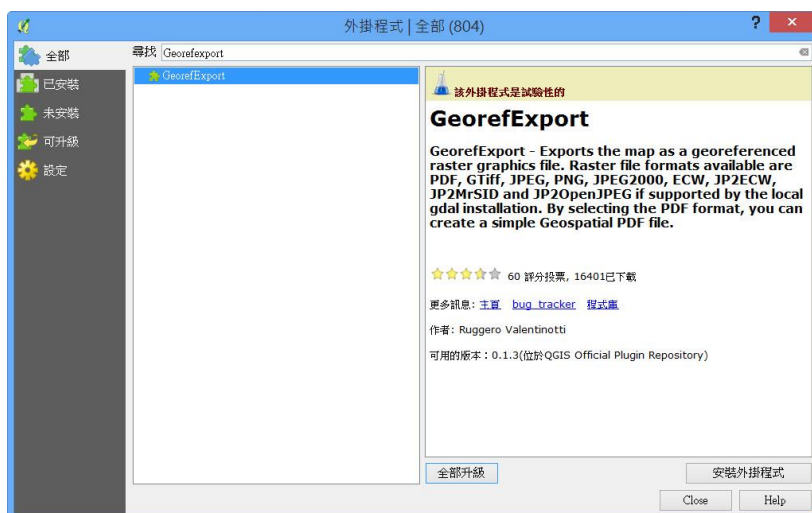 外掛程式 | 全部 (804)
?
×
全部
已安裝
未安裝
可升級
設定
尋找 Georefexport
GeorefExport
該外掛程式是試驗性的
GeorefExport
GeorefExport - Exports the map as a georeferenced
raster graphics file. Raster file formats available are
PDF, GTiff, JPEG, PNG, JPEG2000, ECW, JP2ECW,
JP2MrSID and JP2OpenJPEG if supported by the local
gdal installation. By selecting the PDF format, you can
create a simple Geospatial PDF file.
60 評分投票, 16401已下載
更多訊息: 主頁 bug tracker 程式庫
作者: Ruggero Valentinotti
可用的版本：0.1.3(位於QGIS Official Plugin Repository)
全部升級
安裝外掛程式
Close
Help